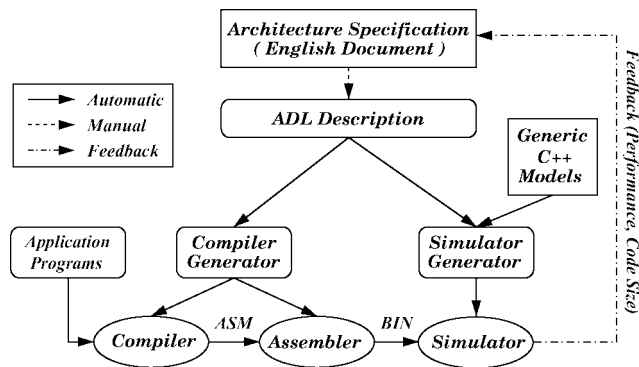 Architecture Specification
( English Document )
Automatic
Manual
Feedback
ADL Description
Generic
C++
Models
Feedback (Performance, Code Size)
Application
Programs
Compiler
Generator
Simulator
Generator
Compiler
ASM
Assembler
BIN
Simulator